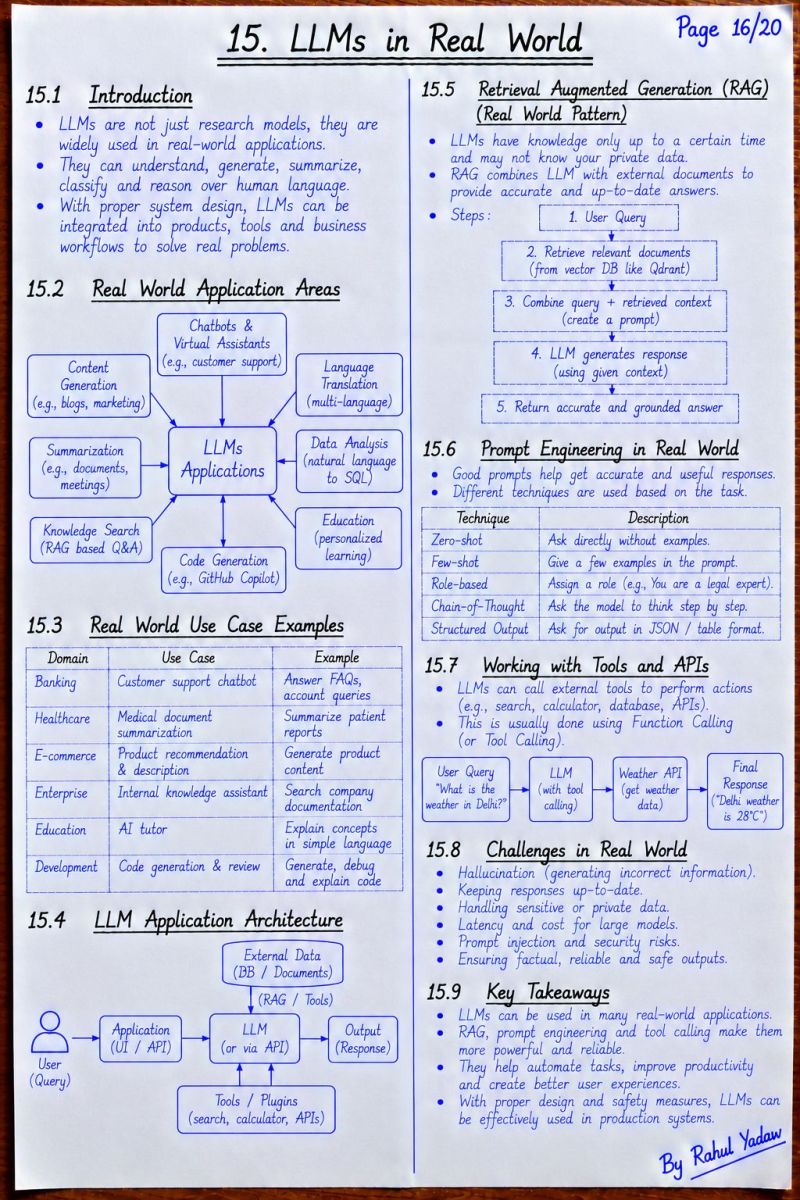 Page 16/20
15. LLMs in Real World
15.1 Introduction
• LLMs are not just research models, they are
widely used in real-world applications.
• They can understand, generate, summarize,
classify and reason over human language.
• With proper system design, LLMs can be
integrated into products, tools and business
workflows to solve real problems.
15.2 Real World Application Areas
Chatbots &
Virtual Assistants
(e.g., customer support)
Content
Generation
(e.g., blogs, marketing)
Language
Translation
(multi-language)
Summarization
(e.g., documents,
meetings)
LLMs
Applications
Data Analysis
(natural language
to SQL)
Knowledge Search
(RAG based Q&A)
Code Generation
(e.g., GitHub Copilot)
Education
(personalized
learning)
15.3 Real World Use Case Examples
Domain Use Case Example
Banking Customer support chatbot Answer FAQs,
account queries
Healthcare Medical document Summarize patient
summarization reports
E-commerce Product recommendation Generate product
& description content
Enterprise Internal knowledge assistant Search company
documentation
Education AI tutor Explain concepts
in simple language
Development Code generation & review Generate, debug
and explain code
15.4 LLM Application Architecture
External Data
(DB / Documents)
(RAG / Tools)
User
(Query)
Application
(UI / API)
LLM
(or via API)
Output
(Response)
Tools / Plugins
(search, calculator, APIs)
15.5 Retrieval Augmented Generation (RAG)
(Real World Pattern)
• LLMs have knowledge only up to a certain time
and may not know your private data.
• RAG combines LLM with external documents to
provide accurate and up-to-date answers.
• Steps:
1. User Query
2. Retrieve relevant documents
(from vector DB like Qdrant)
3. Combine query + retrieved context
(create a prompt)
4. LLM generates response
(using given context)
5. Return accurate and grounded answer
15.6 Prompt Engineering in Real World
• Good prompts help get accurate and useful responses.
• Different techniques are used based on the task.
Technique Description
Zero-shot Ask directly without examples.
Few-shot Give a few examples in the prompt.
Role-based Assign a role (e.g., You are a legal expert).
Chain-of-Thought Ask the model to think step by step.
Structured Output Ask for output in JSON / table format.
15.7 Working with Tools and APIs
• LLMs can call external tools to perform actions
(e.g., search, calculator, database, APIs).
• This is usually done using Function Calling
(or Tool Calling).
User Query
"What is the
weather in Delhi?"
LLM
(with tool
calling)
Weather API
(get weather
data)
Final
Response
("Delhi weather
is 28°C")
15.8 Challenges in Real World
• Hallucination (generating incorrect information).
• Keeping responses up-to-date.
• Handling sensitive or private data.
• Latency and cost for large models.
• Prompt injection and security risks.
• Ensuring factual, reliable and safe outputs.
15.9 Key Takeaways
• LLMs can be used in many real-world applications.
• RAG, prompt engineering and tool calling make them
more powerful and reliable.
• They help automate tasks, improve productivity
and create better user experiences.
• With proper design and safety measures, LLMs can
be effectively used in production systems.
By Rahul Yadaw